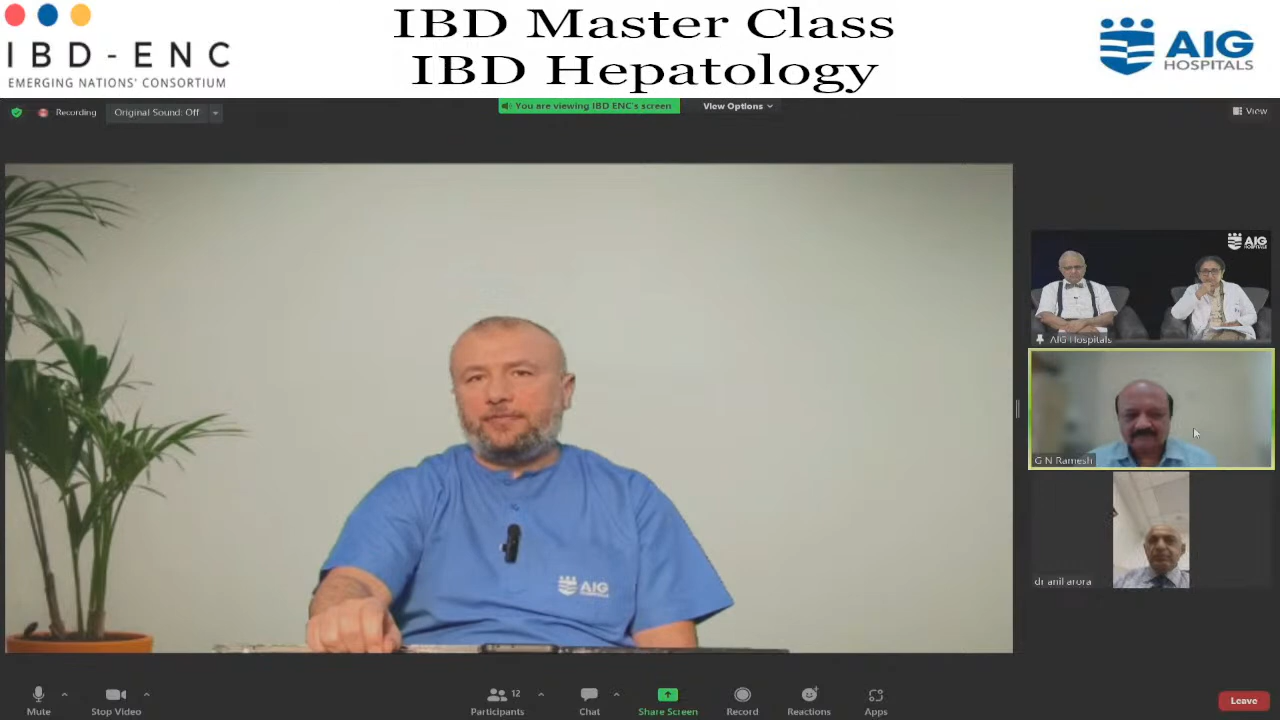 IBD-ENC
EMERGING NATIONS' CONSORTIUM
IBD Master Class
IBD Hepatology
AIG
HOSPITALS
Recording
Original Sound: Off
You are viewing IBD ENC's screen
View Options
View
AIG
HOSPITALS
AIG Hospitals
G N Ramesh
dr anil arora
AIG
HOSPITALS
Mute
Stop Video
Participants
12
Chat
Share Screen
Record
Reactions
Apps
Leave